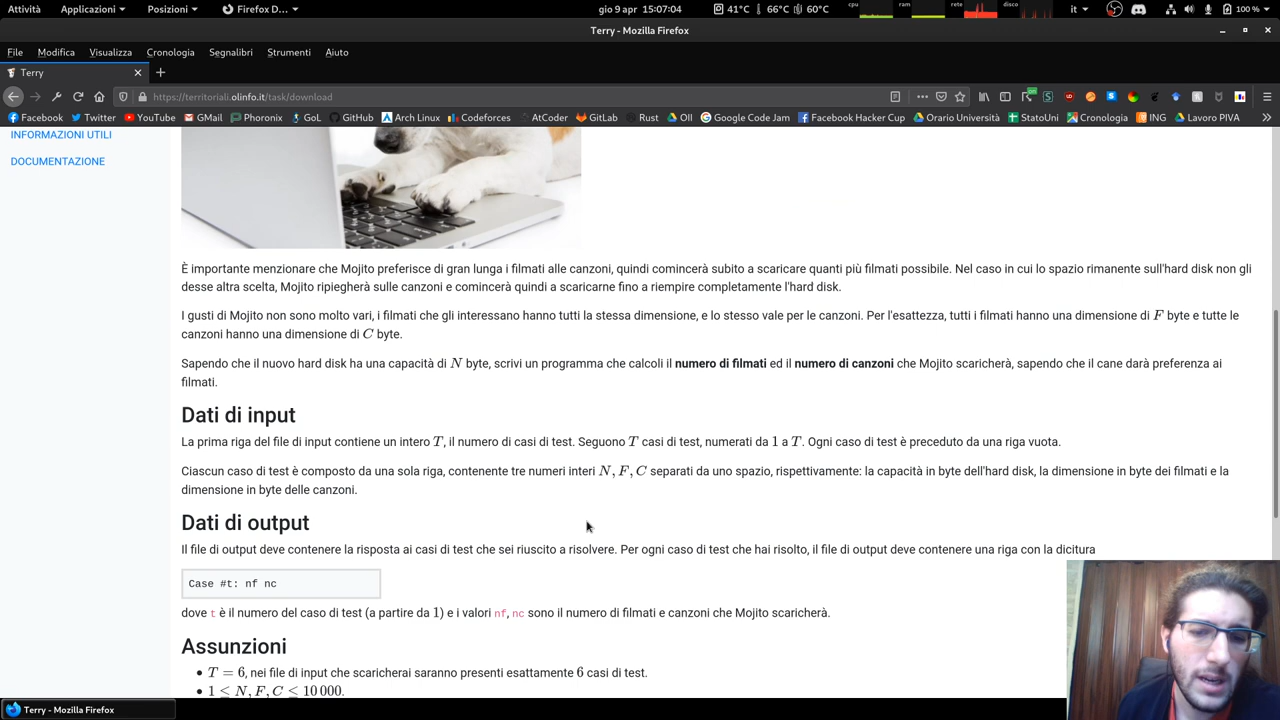 Attività Applicazioni Posizioni Firefox D... gio 9 apr 15:07:04 41°C 66°C 60°C cpu ram rete disco it 100 %
Terry - Mozilla Firefox
File Modifica Visualizza Cronologia Segnalibri Strumenti Aiuto
Terry
https://territoriali.olinfo.it/task/download
Facebook Twitter YouTube GMail Phoronix GoL GitHub Arch Linux Codeforces AtCoder GitLab Rust OII Google Code Jam Facebook Hacker Cup Orario Università StatoUni Cronologia ING Lavoro PIVA
INFORMAZIONI UTILI
DOCUMENTAZIONE
È importante menzionare che Mojito preferisce di gran lunga i filmati alle canzoni, quindi comincerà subito a scaricare quanti più filmati possibile. Nel caso in cui lo spazio rimanente sull'hard disk non gli
desse altra scelta, Mojito ripiegherà sulle canzoni e comincerà quindi a scaricarne fino a riempire completamente l'hard disk.
I gusti di Mojito non sono molto vari, i filmati che gli interessano hanno tutti la stessa dimensione, e lo stesso vale per le canzoni. Per l'esattezza, tutti i filmati hanno una dimensione di F byte e tutte le
canzoni hanno una dimensione di C byte.
Sapendo che il nuovo hard disk ha una capacità di N byte, scrivi un programma che calcoli il numero di filmati ed il numero di canzoni che Mojito scaricherà, sapendo che il cane darà preferenza ai
filmati.
Dati di input
La prima riga del file di input contiene un intero T, il numero di casi di test. Seguono T casi di test, numerati da 1 a T. Ogni caso di test è preceduto da una riga vuota.
Ciascun caso di test è composto da una sola riga, contenente tre numeri interi N, F, C separati da uno spazio, rispettivamente: la capacità in byte dell'hard disk, la dimensione in byte dei filmati e la
dimensione in byte delle canzoni.
Dati di output
Il file di output deve contenere la risposta ai casi di test che sei riuscito a risolvere. Per ogni caso di test che hai risolto, il file di output deve contenere una riga con la dicitura
Case #t: nf nc
dove t è il numero del caso di test (a partire da 1) e i valori nf, nc sono il numero di filmati e canzoni che Mojito scaricherà.
Assunzioni
• T = 6, nei file di input che scaricherai saranno presenti esattamente 6 casi di test.
• 1 ≤ N, F, C ≤ 10 000.
Terry - Mozilla Firefox